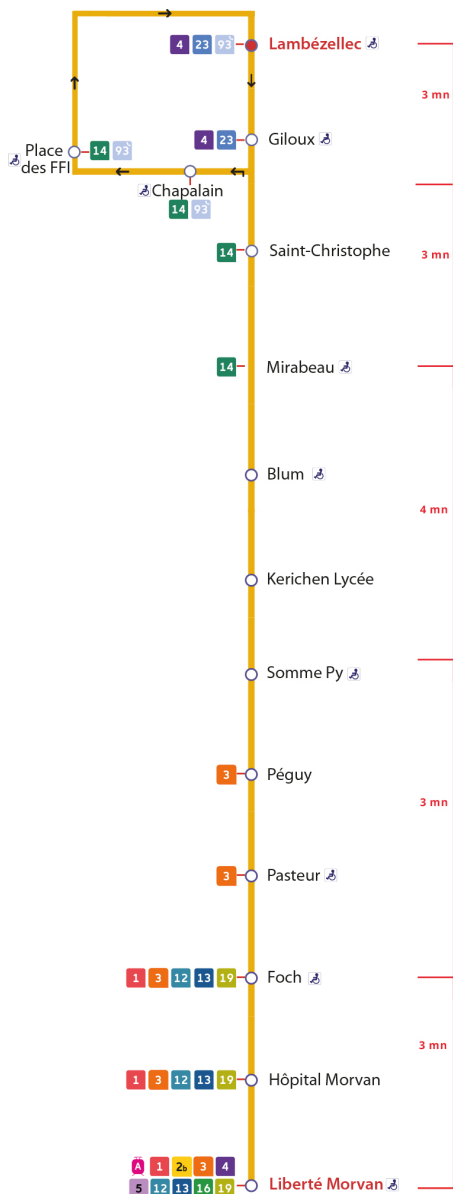 4 23 93 Lambézellec
3 mn
4 23 Giloux
Place des FFI
14 93
Chapalain
14 93
14 Saint-Christophe
3 mn
14 Mirabeau
Blum
4 mn
Kerichen Lycée
Somme Py
3 Péguy
3 mn
3 Pasteur
1 3 12 13 19 Foch
3 mn
1 3 12 13 19 Hôpital Morvan
A 1 2b 3 4
5 12 13 16 19 Liberté Morvan